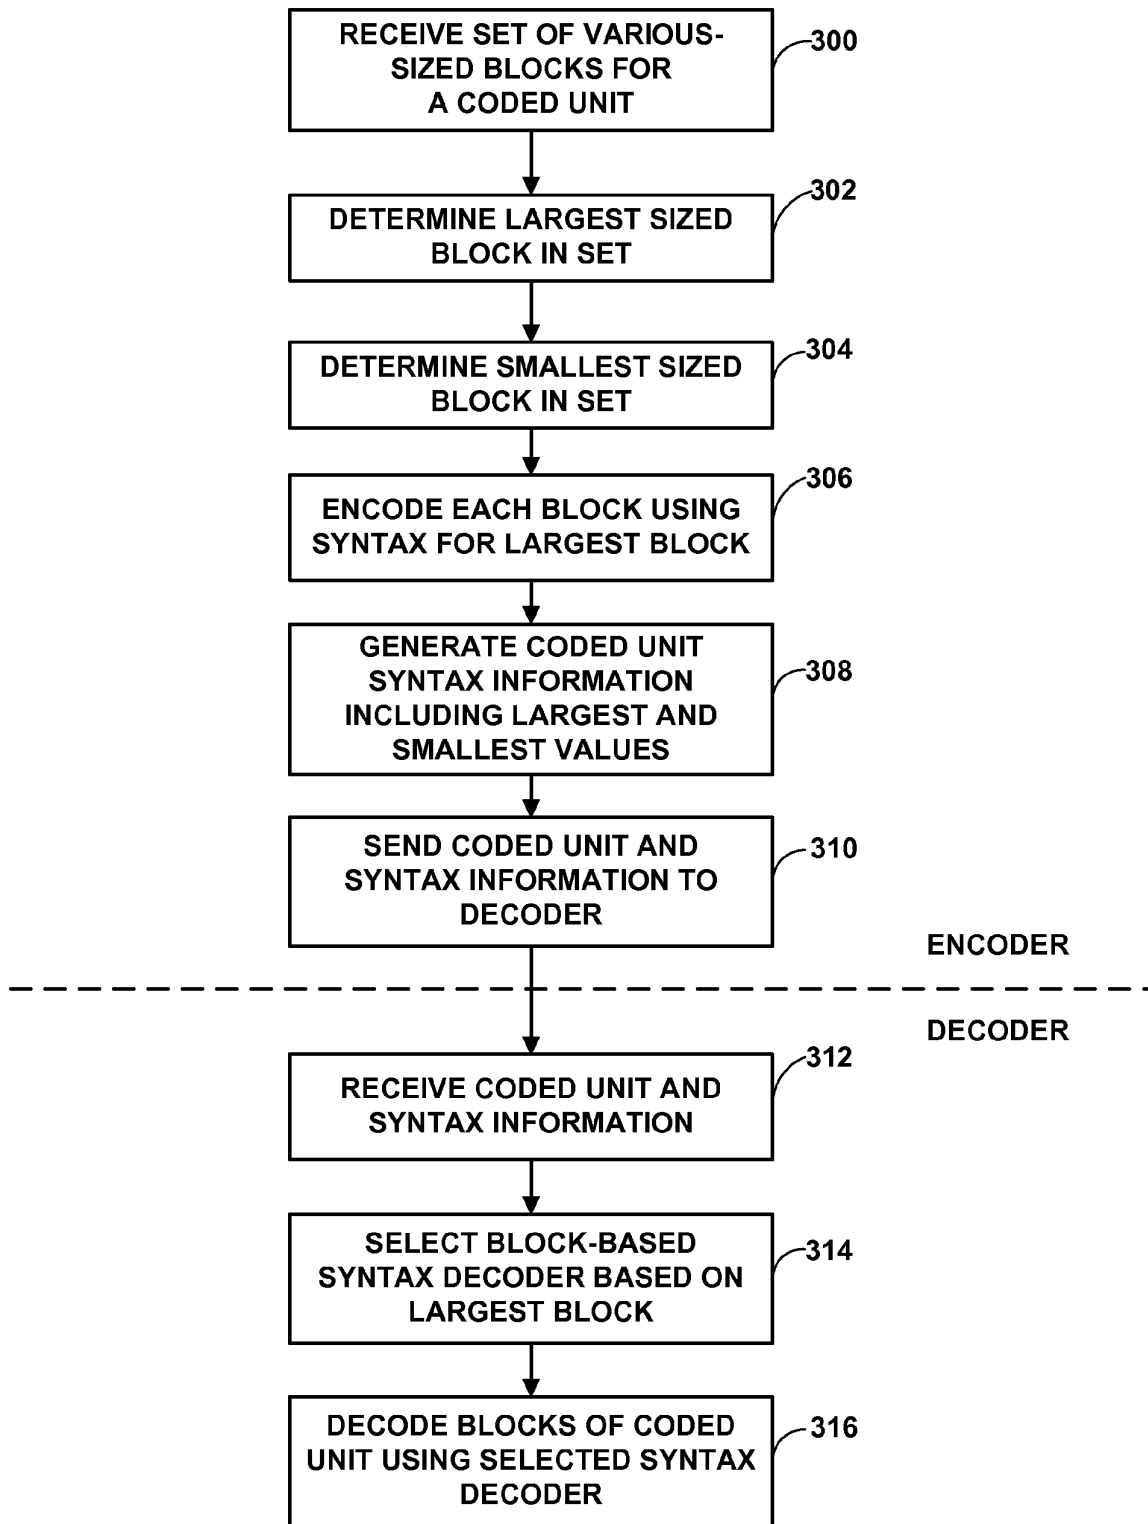 RECEIVE SET OF VARIOUS-
SIZED BLOCKS FOR
A CODED UNIT
300
DETERMINE LARGEST SIZED
BLOCK IN SET
302
DETERMINE SMALLEST SIZED
BLOCK IN SET
304
ENCODE EACH BLOCK USING
SYNTAX FOR LARGEST BLOCK
306
GENERATE CODED UNIT
SYNTAX INFORMATION
INCLUDING LARGEST AND
SMALLEST VALUES
308
SEND CODED UNIT AND
SYNTAX INFORMATION TO
DECODER
310
ENCODER
DECODER
RECEIVE CODED UNIT AND
SYNTAX INFORMATION
312
SELECT BLOCK-BASED
SYNTAX DECODER BASED ON
LARGEST BLOCK
314
DECODE BLOCKS OF CODED
UNIT USING SELECTED SYNTAX
DECODER
316